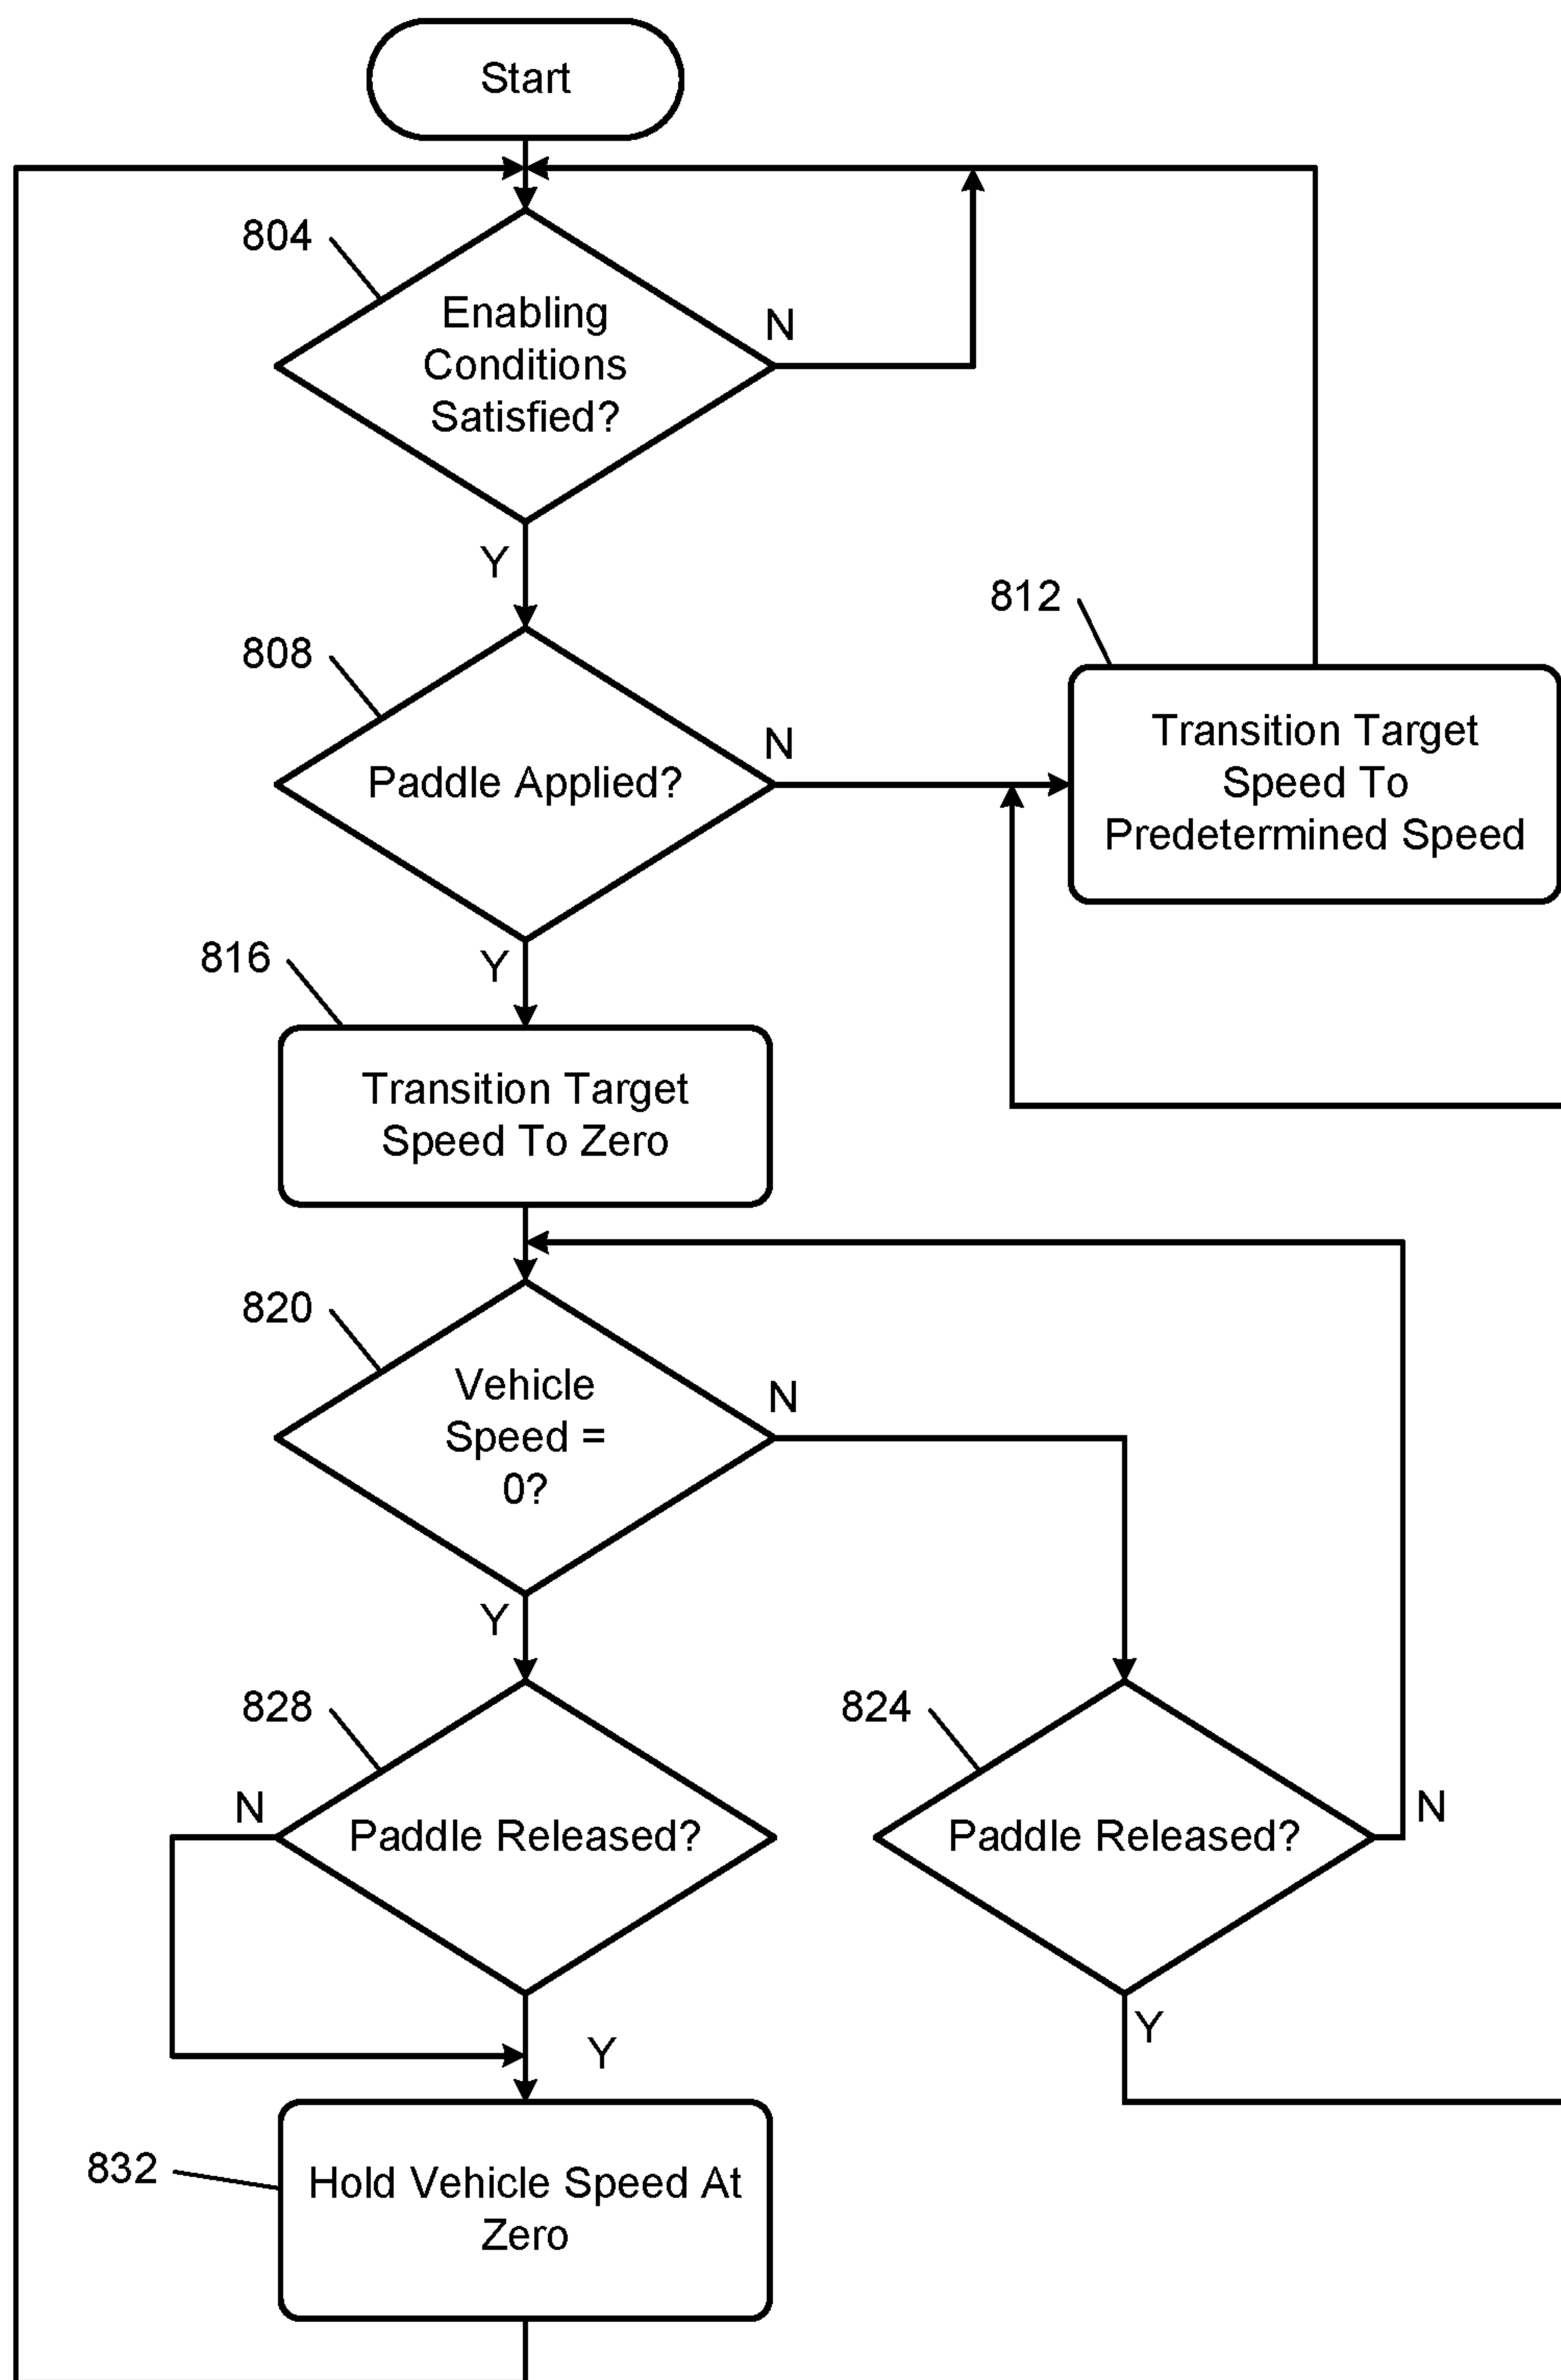 Start
804
Enabling
Conditions
Satisfied?
N
Y
808
Paddle Applied?
N
812
Transition Target
Speed To
Predetermined Speed
Y
816
Transition Target
Speed To Zero
820
Vehicle
Speed =
0?
N
Y
828
Paddle Released?
N
824
Paddle Released?
N
Y
Y
832
Hold Vehicle Speed At
Zero